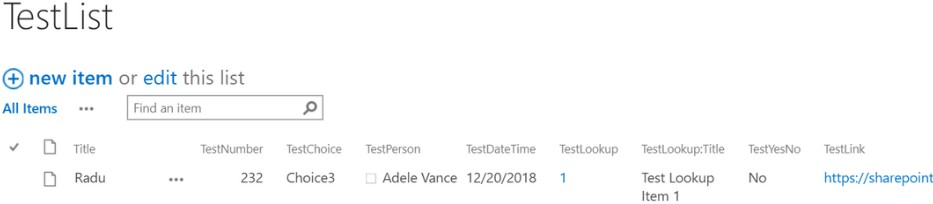 TestList
new item or edit this list
All Items ••• Find an item
Title TestNumber TestChoice TestPerson TestDateTime TestLookup TestLookup:Title TestYesNo TestLink
Radu ••• 232 Choice3 Adele Vance 12/20/2018 1 Test Lookup No https://sharepoint
Item 1